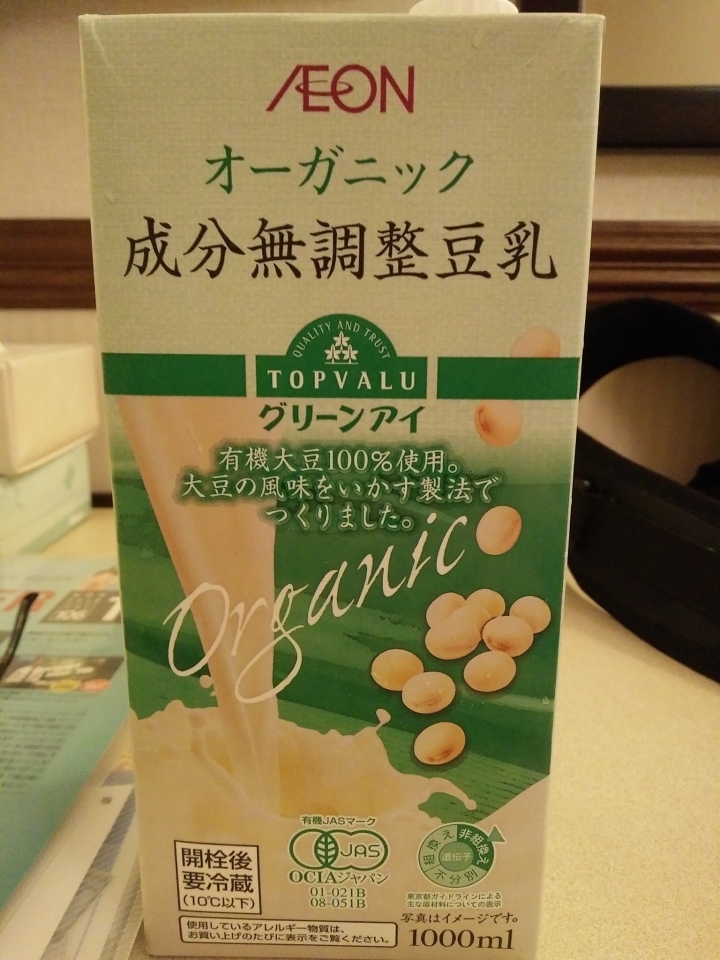 ÆON
オーガニック
成分無調整豆乳
QUALITY AND TRUST
TOPVALU
グリーンアイ
有機大豆100%使用。
大豆の風味をいかす製法で
つくりました。
Organic
有機JASマーク
JAS
OCIAジャパン
01-021B
08-051B
開栓後
要冷蔵
(10℃以下)
組換え
非組換え
遺伝子
不分別
東京都ガイドラインによる
主な原材料についての表示
写真はイメージです。
使用しているアレルギー物質は、
お買い上げのたびに表示をご覧ください。
1000ml